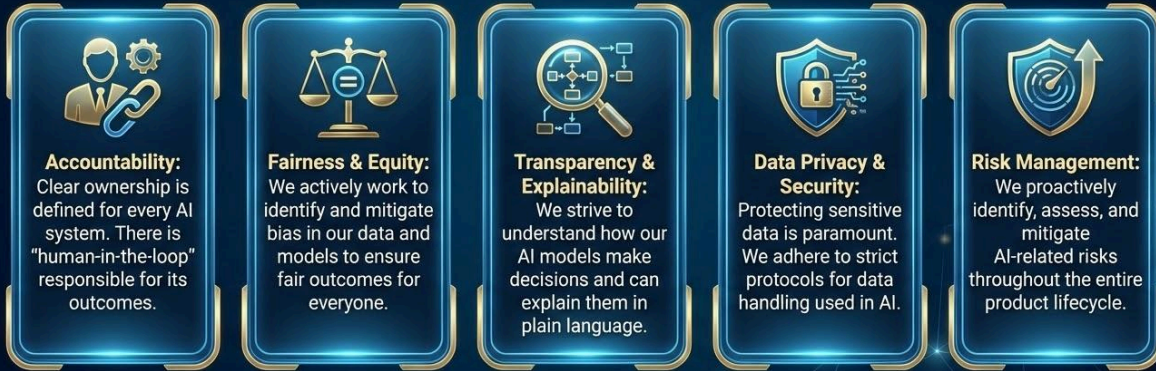 Accountability:
Clear ownership is
defined for every AI
system. There is
“human-in-the-loop”
responsible for its
outcomes.
Fairness & Equity:
We actively work to
identify and mitigate
bias in our data and
models to ensure
fair outcomes for
everyone.
Transparency &
Explainability:
We strive to
understand how our
AI models make
decisions and can
explain them in
plain language.
Data Privacy &
Security:
Protecting sensitive
data is paramount.
We adhere to strict
protocols for data
handling used in AI.
Risk Management:
We proactively
identify, assess, and
mitigate
AI-related risks
throughout the entire
product lifecycle.